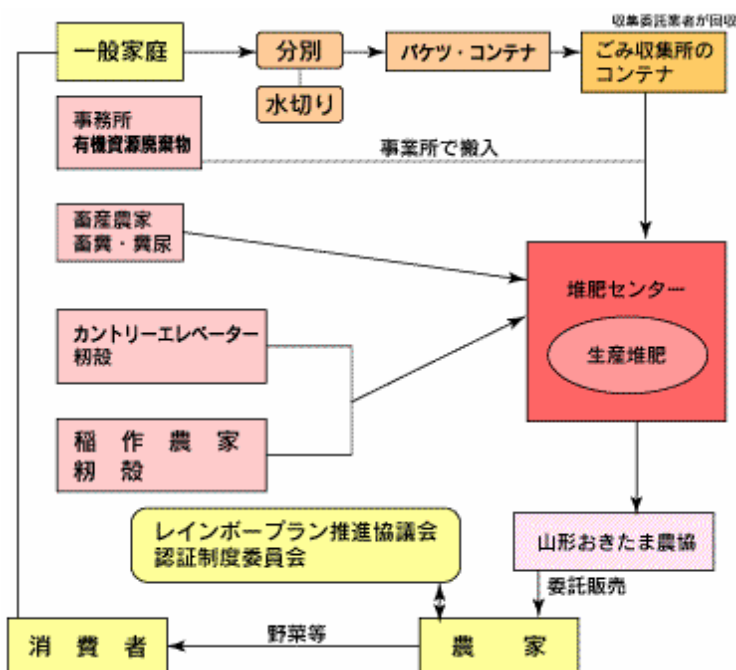 収集委託業者が回収
一般家庭
分別
バケツ・コンテナ
ごみ収集所の
コンテナ
水切り
事務所
有機資源廃棄物
事業所で搬入
畜産農家
畜糞・糞尿
堆肥センター
生産堆肥
カントリーエレベーター
籾殻
稲作農家
籾殻
レインボープラン推進協議会
認証制度委員会
山形おきたま農協
委託販売
消費者
野菜等
農家